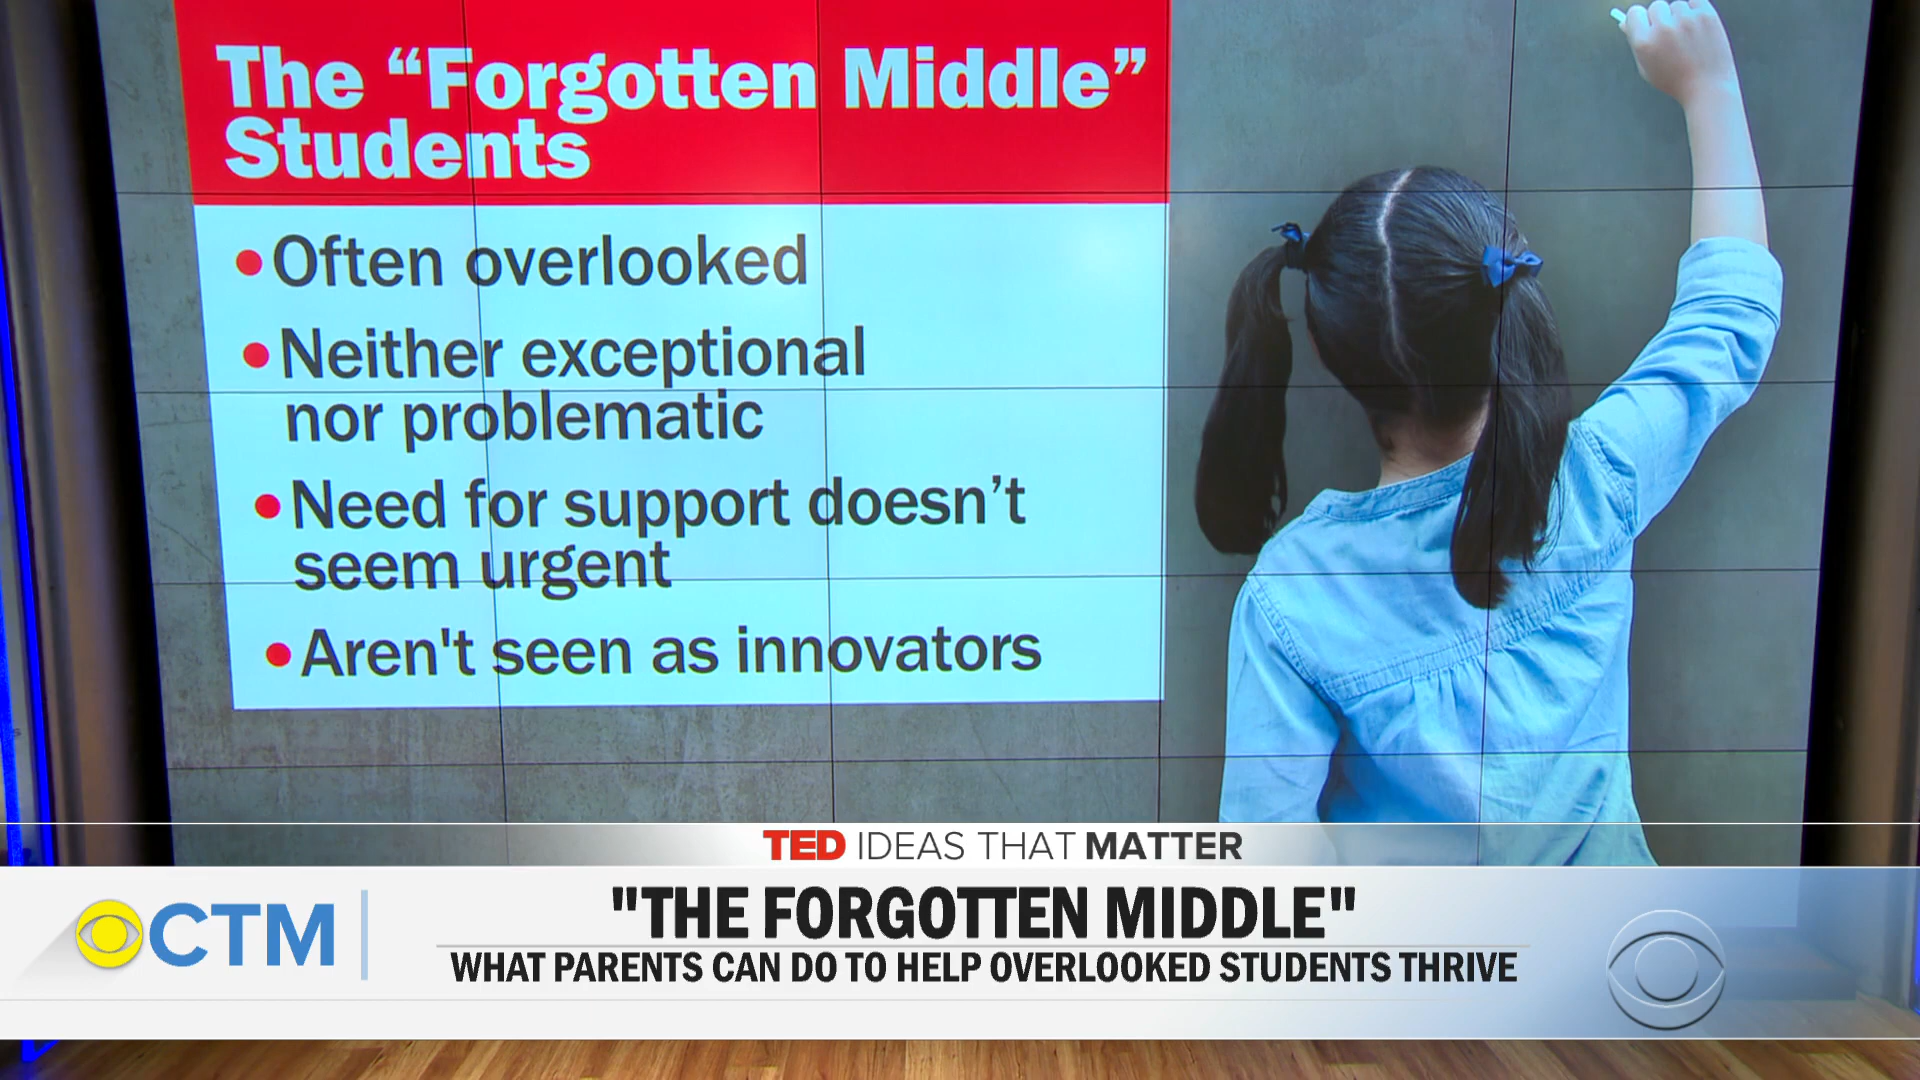 The “Forgotten Middle”
Students
•Often overlooked
•Neither exceptional
nor problematic
•Need for support doesn’t
seem urgent
•Aren't seen as innovators
TED IDEAS THAT MATTER
CTM
"THE FORGOTTEN MIDDLE"
WHAT PARENTS CAN DO TO HELP OVERLOOKED STUDENTS THRIVE